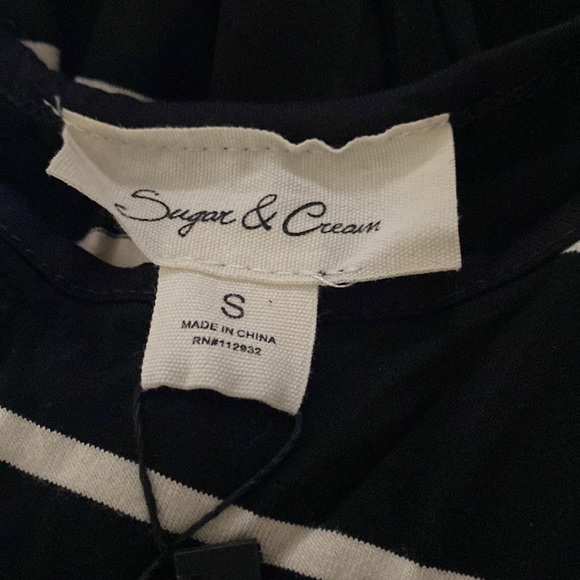 Sugar & Cream
S
MADE IN CHINA
RN#112932